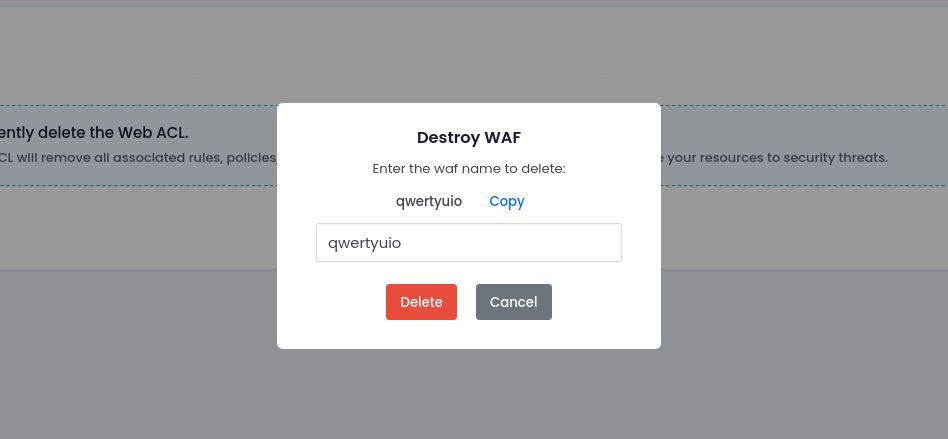 ently delete the Web ACL.
CL will remove all associated rules, policies,
e your resources to security threats.
Destroy WAF
Enter the waf name to delete:
qwertyuio Copy
qwertyuio
Delete Cancel